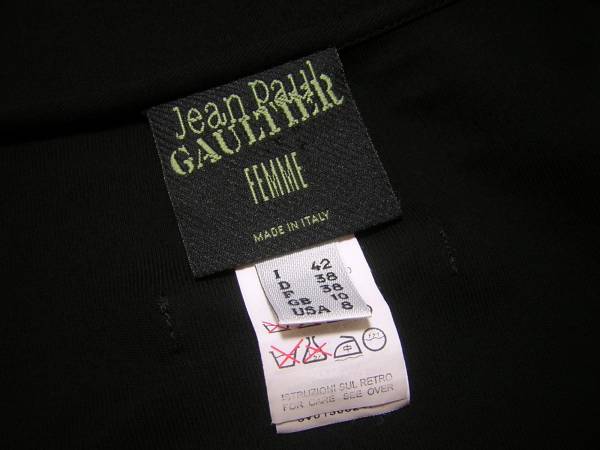 Jean Paul
GAULTIER
FEMME
MADE IN ITALY
I 42
D 38
F 38
GB 10
USA 8
ISTRUZIONI SUL RETRO
FOR CARE SEE OVER